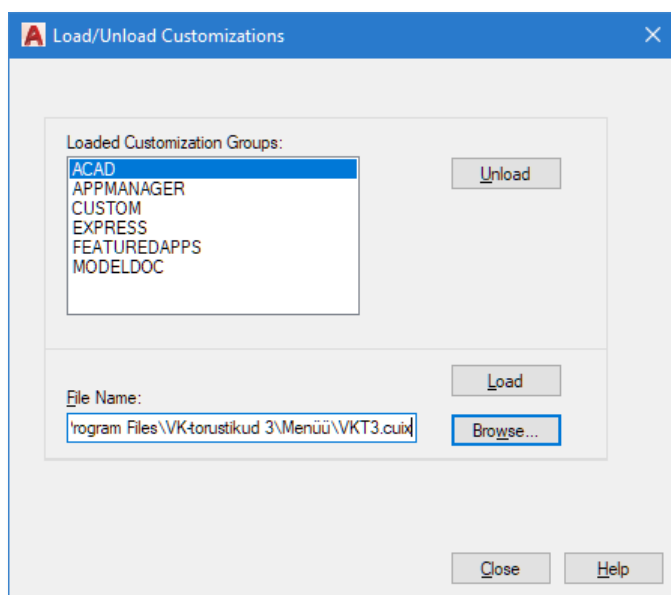 Load/Unload Customizations
Loaded Customization Groups:
ACAD
APPMANAGER
CUSTOM
EXPRESS
FEATUREDAPPS
MODELDOC
Unload
Load
File Name:
rogram Files\VK-torustikud 3\Menüü\VKT3.cuix
Browse...
Close
Help